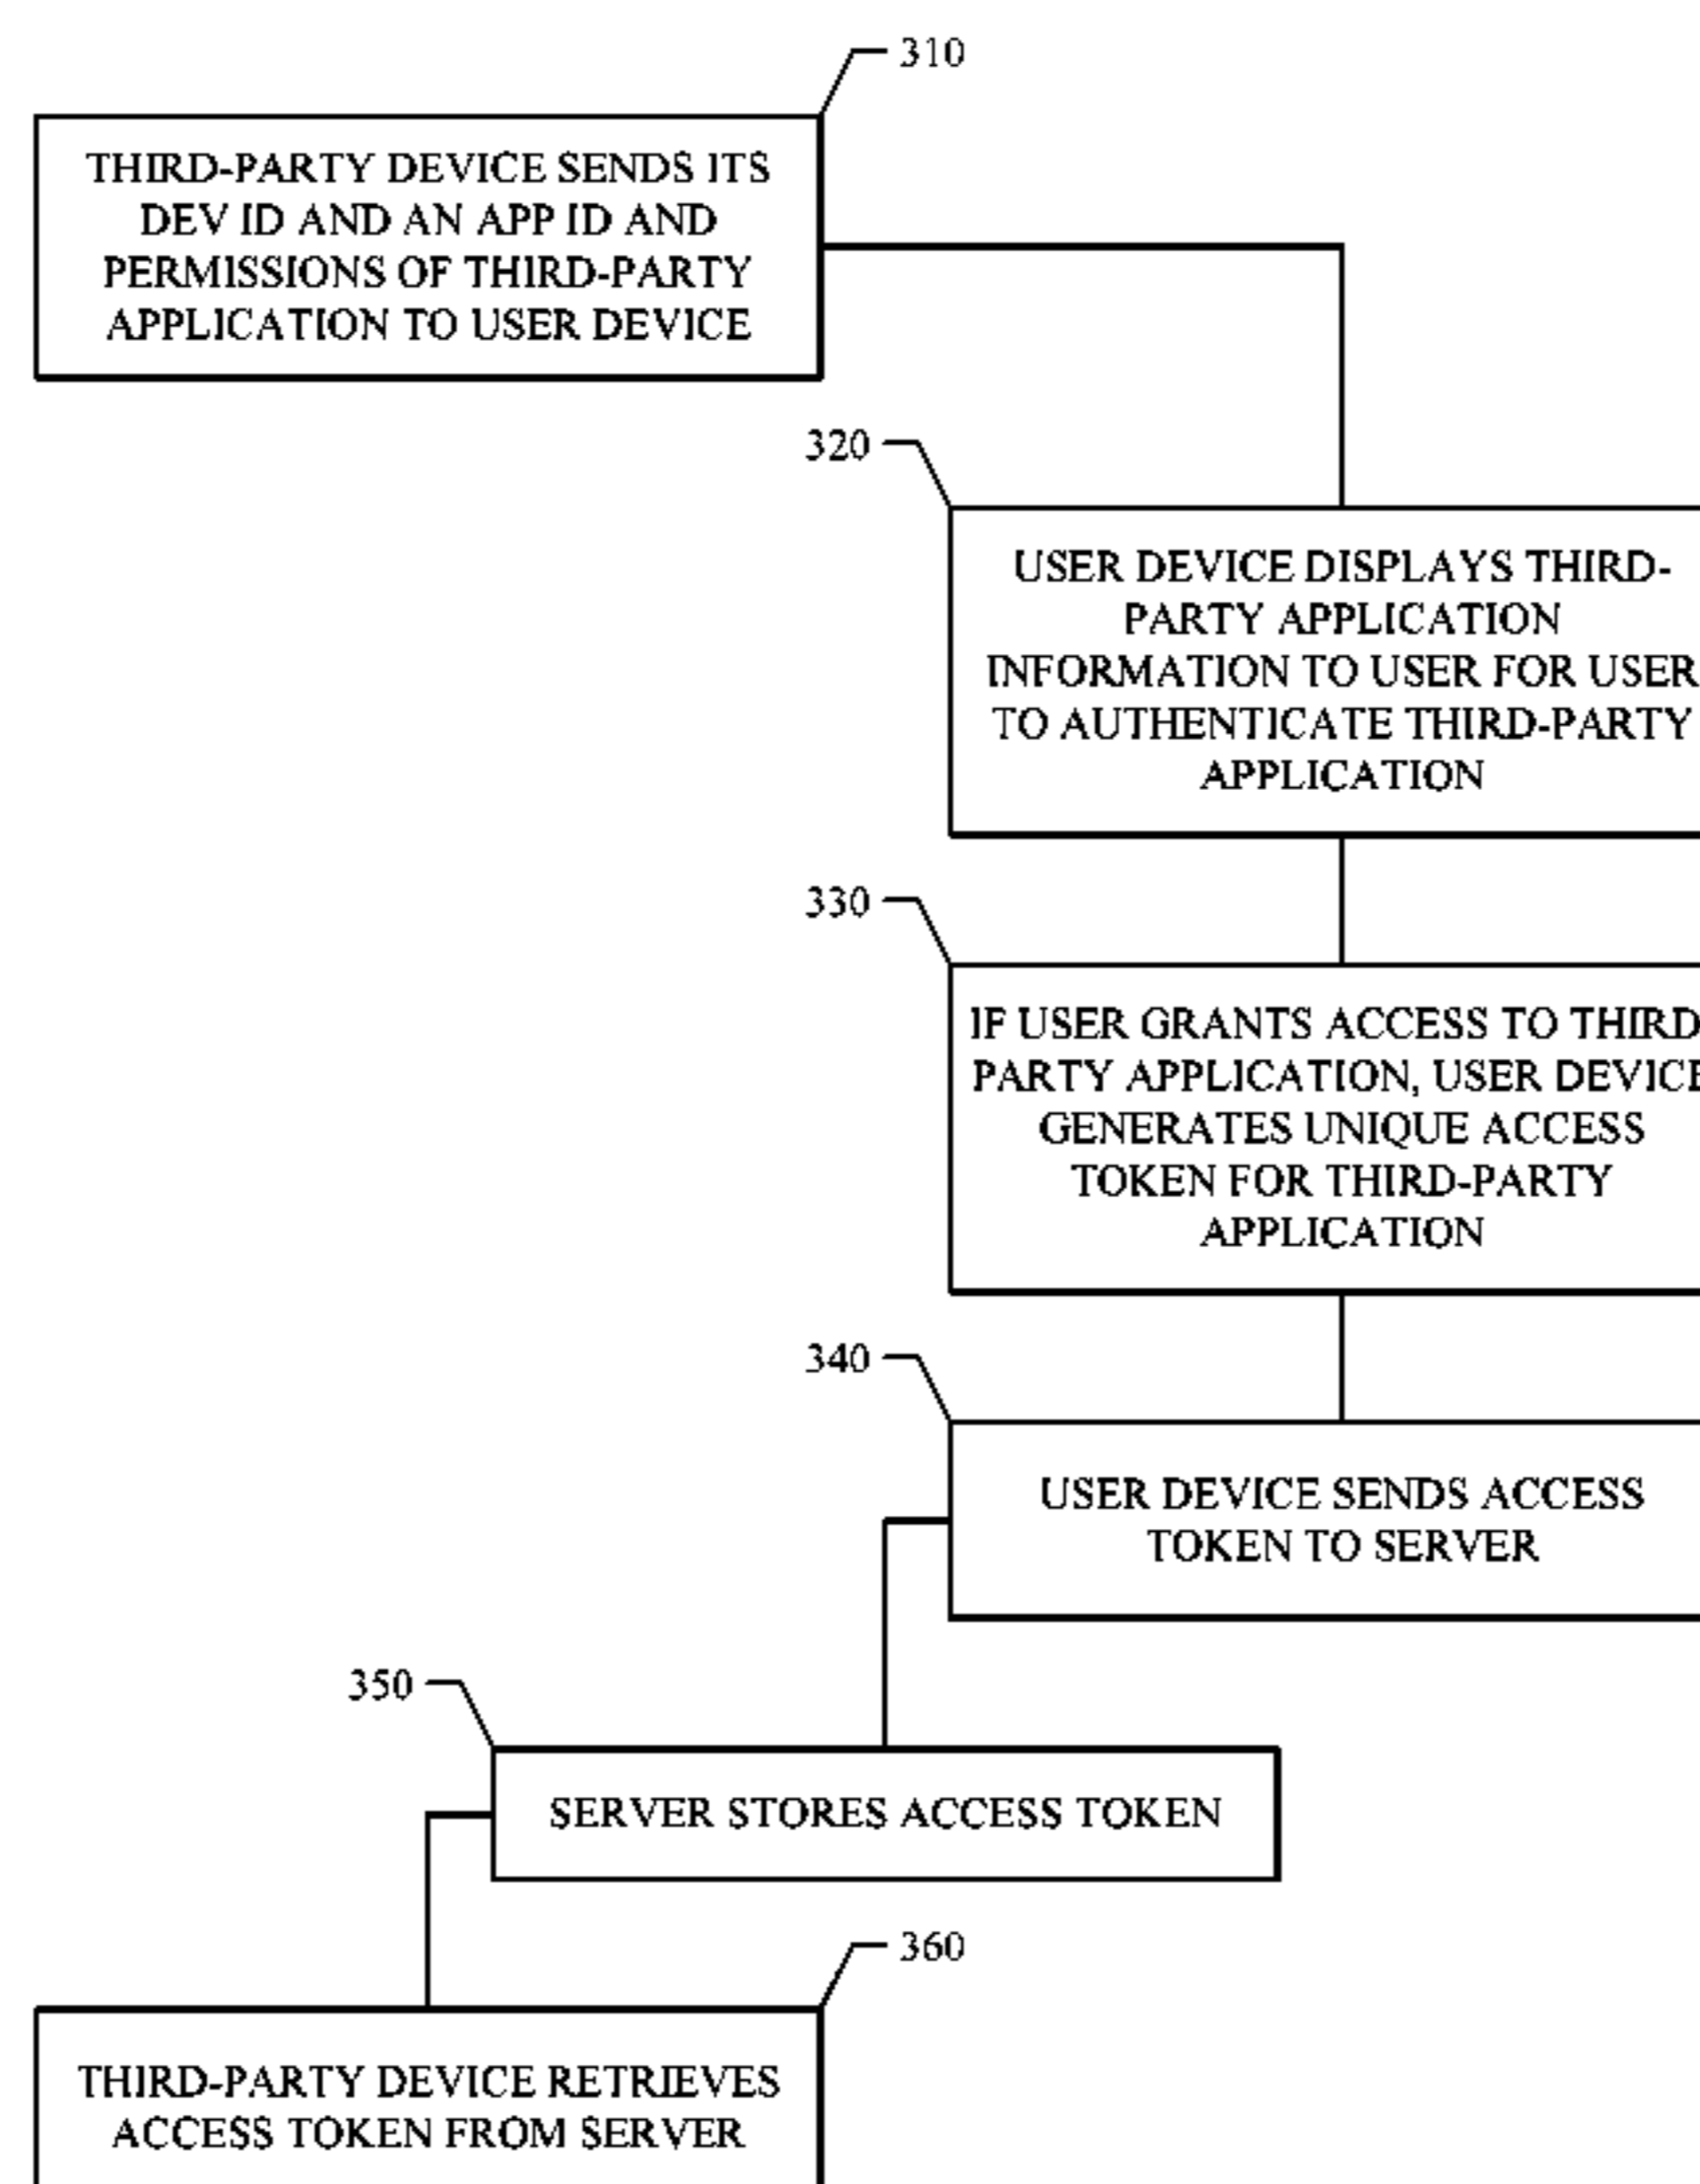 310
THIRD-PARTY DEVICE SENDS ITS
DEV ID AND AN APP ID AND
PERMISSIONS OF THIRD-PARTY
APPLICATION TO USER DEVICE
320
USER DEVICE DISPLAYS THIRD-
PARTY APPLICATION
INFORMATION TO USER FOR USER
TO AUTHENTICATE THIRD-PARTY
APPLICATION
330
IF USER GRANTS ACCESS TO THIRD-
PARTY APPLICATION, USER DEVICE
GENERATES UNIQUE ACCESS
TOKEN FOR THIRD-PARTY
APPLICATION
340
USER DEVICE SENDS ACCESS
TOKEN TO SERVER
350
SERVER STORES ACCESS TOKEN
360
THIRD-PARTY DEVICE RETRIEVES
ACCESS TOKEN FROM SERVER